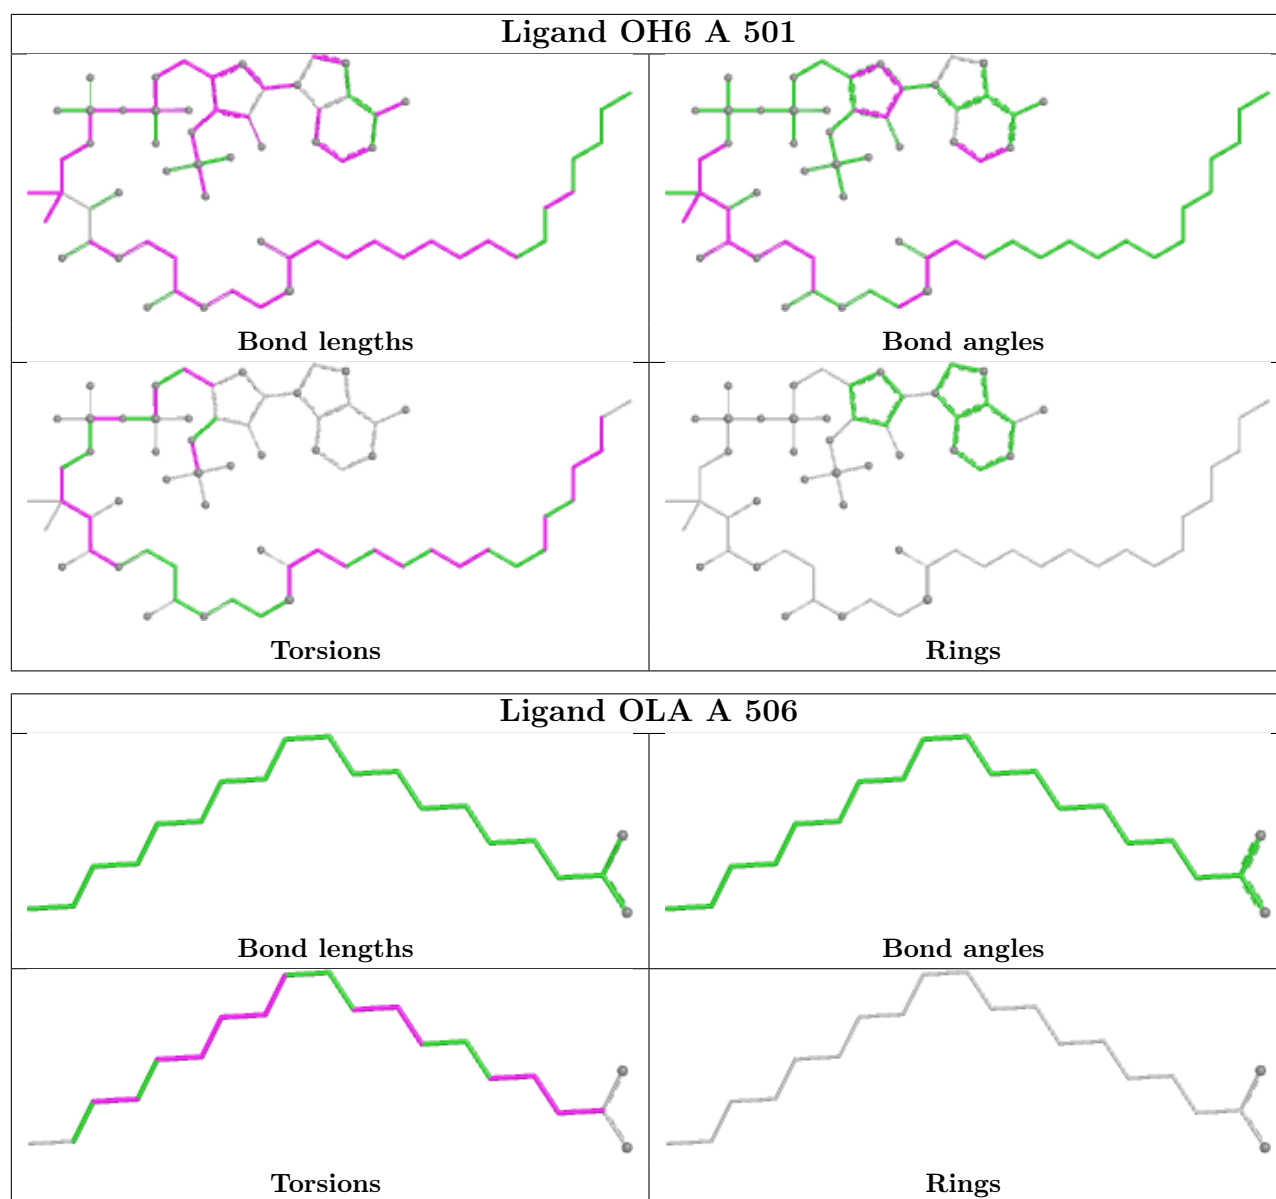 Ligand OH6 A 501
Bond lengths
Bond angles
Torsions
Rings
Ligand OLA A 506
Bond lengths
Bond angles
Torsions
Rings